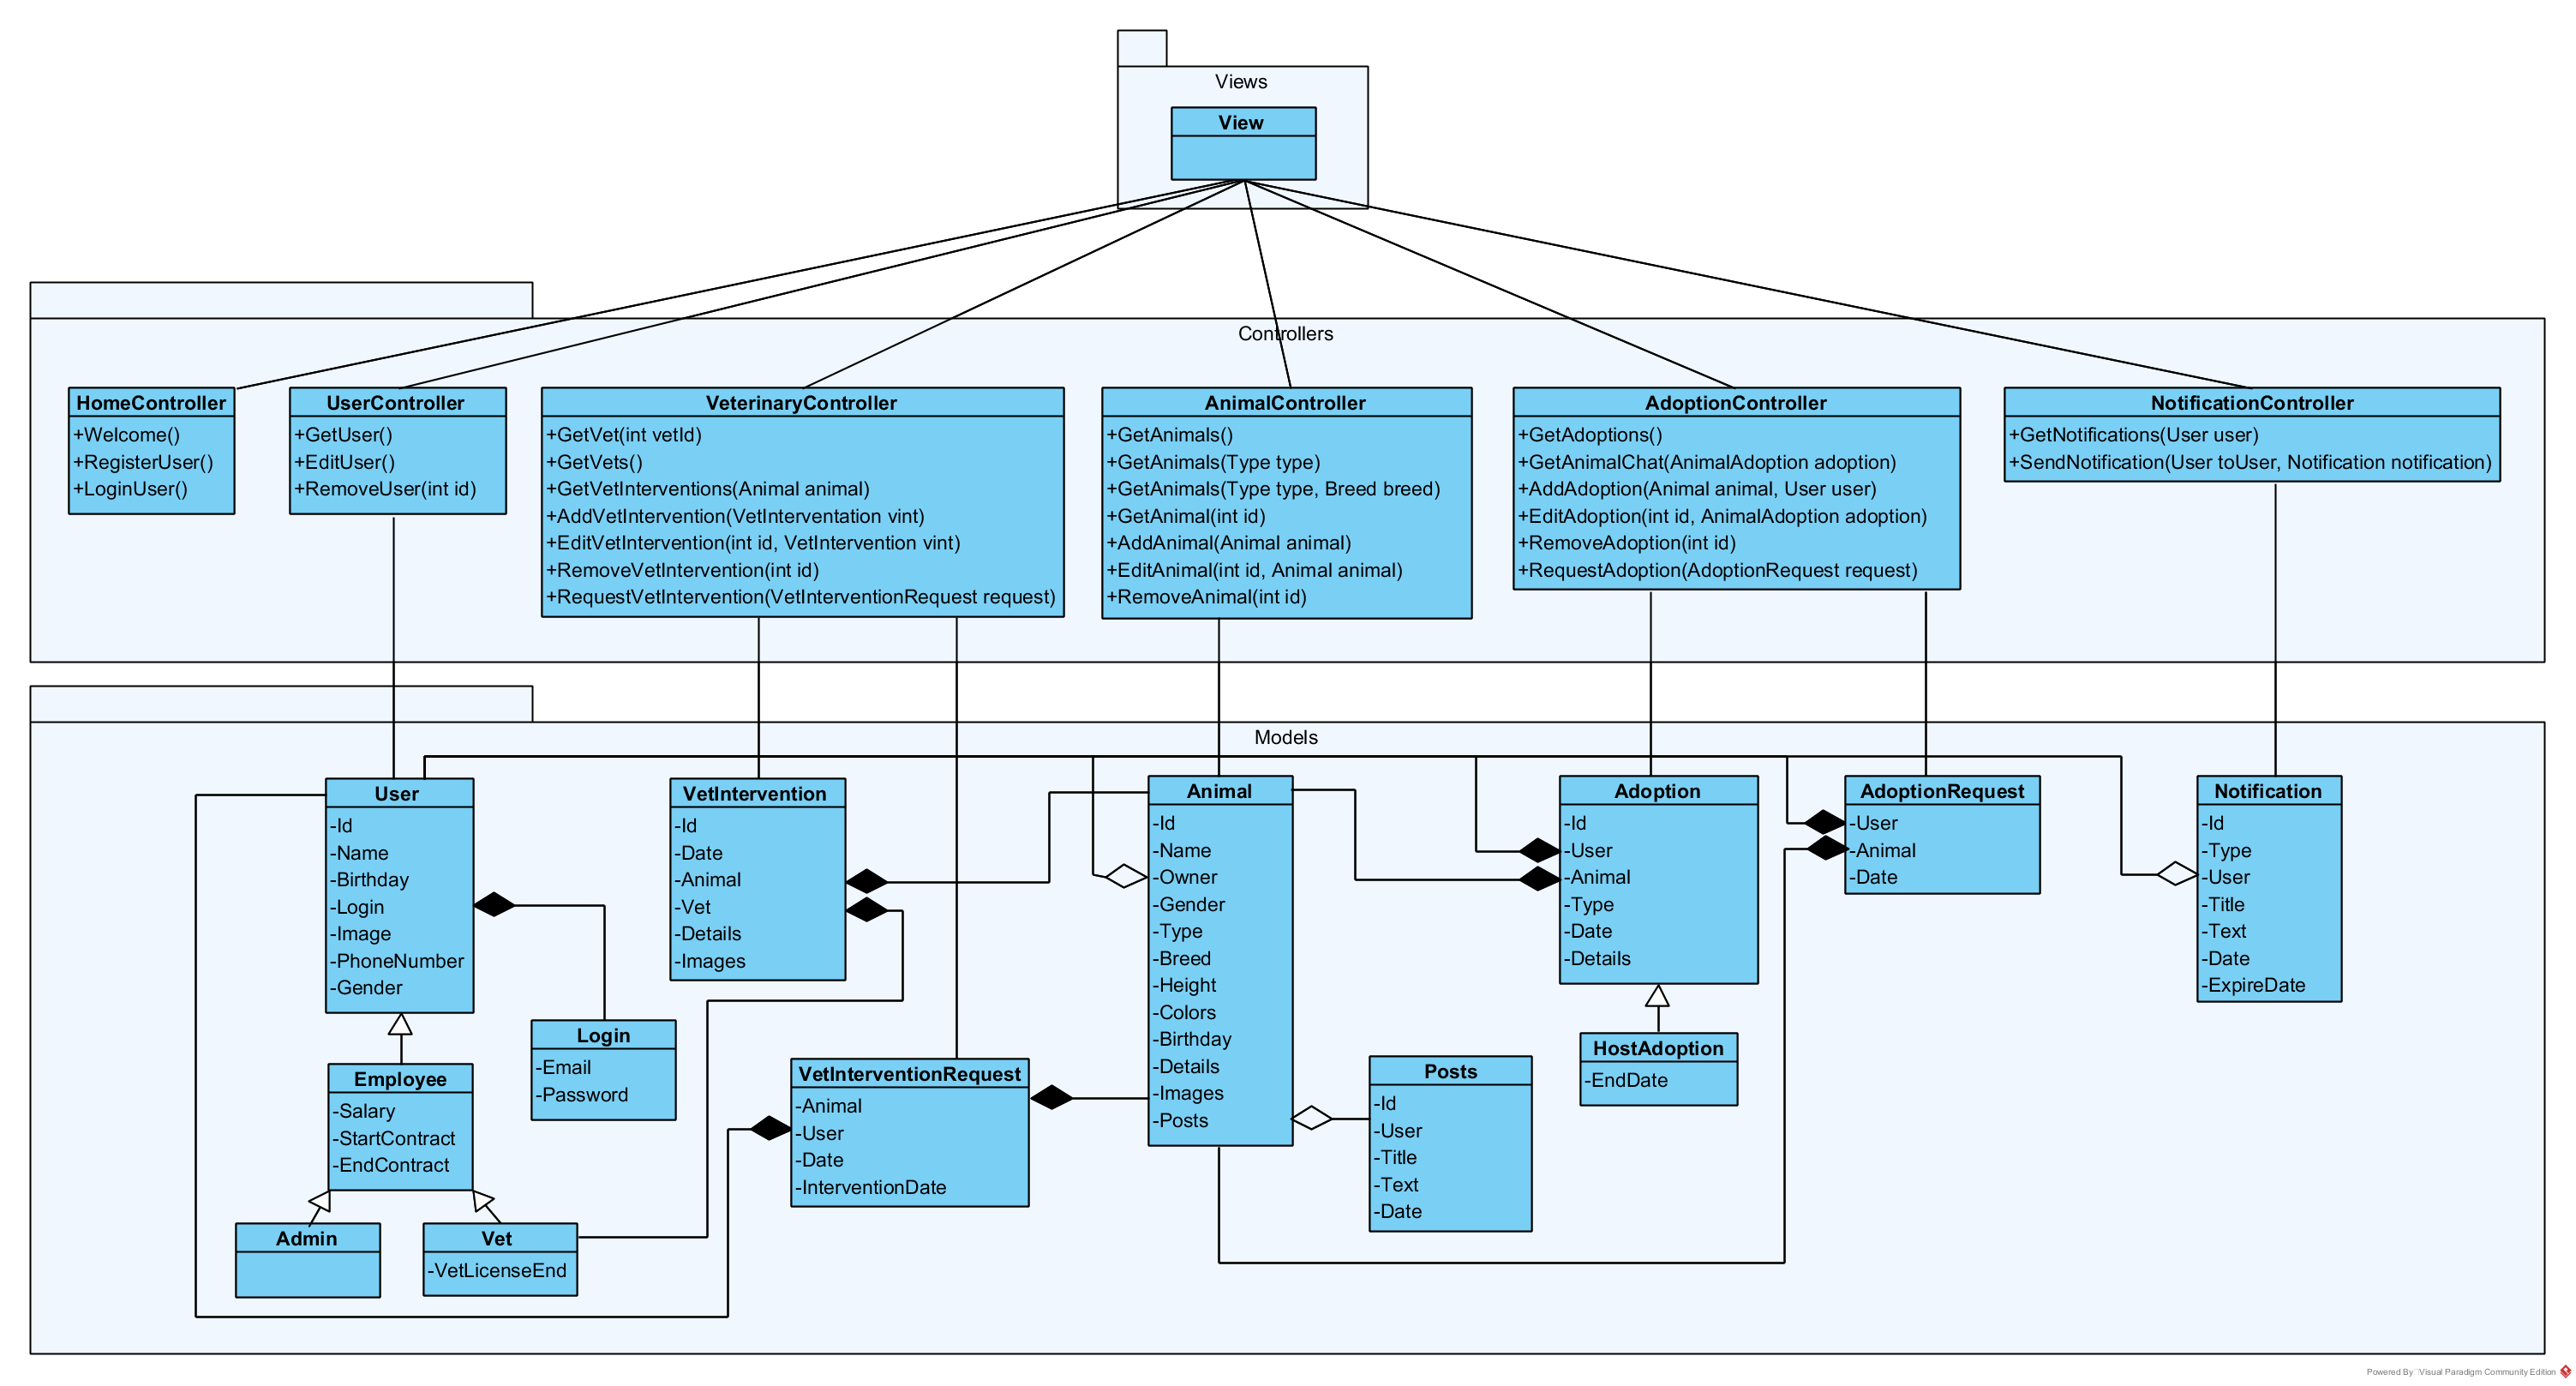 Views
View
Controllers
HomeController
+Welcome()
+RegisterUser()
+LoginUser()
UserController
+GetUser()
+EditUser()
+RemoveUser(int id)
VeterinaryController
+GetVet(int vetId)
+GetVets()
+GetVetInterventions(Animal animal)
+AddVetIntervention(VetInterventation vint)
+EditVetIntervention(int id, VetIntervention vint)
+RemoveVetIntervention(int id)
+RequestVetIntervention(VetInterventionRequest request)
AnimalController
+GetAnimals()
+GetAnimals(Type type)
+GetAnimals(Type type, Breed breed)
+GetAnimal(int id)
+AddAnimal(Animal animal)
+EditAnimal(int id, Animal animal)
+RemoveAnimal(int id)
AdoptionController
+GetAdoptions()
+GetAnimalChat(AnimalAdoption adoption)
+AddAdoption(Animal animal, User user)
+EditAdoption(int id, AnimalAdoption adoption)
+RemoveAdoption(int id)
+RequestAdoption(AdoptionRequest request)
NotificationController
+GetNotifications(User user)
+SendNotification(User toUser, Notification notification)
Models
User
-Id
-Name
-Birthday
-Login
-Image
-PhoneNumber
-Gender
VetIntervention
-Id
-Date
-Animal
-Vet
-Details
-Images
Animal
-Id
-Name
-Owner
-Gender
-Type
-Breed
-Height
-Colors
-Birthday
-Details
-Images
-Posts
Adoption
-Id
-User
-Animal
-Type
-Date
-Details
AdoptionRequest
-User
-Animal
-Date
Notification
-Id
-Type
-User
-Title
-Text
-Date
-ExpireDate
Login
-Email
-Password
Employee
-Salary
-StartContract
-EndContract
VetInterventionRequest
-Animal
-User
-Date
-InterventionDate
Posts
-Id
-User
-Title
-Text
-Date
HostAdoption
-EndDate
Admin
Vet
-VetLicenseEnd
Powered By Visual Paradigm Community Edition